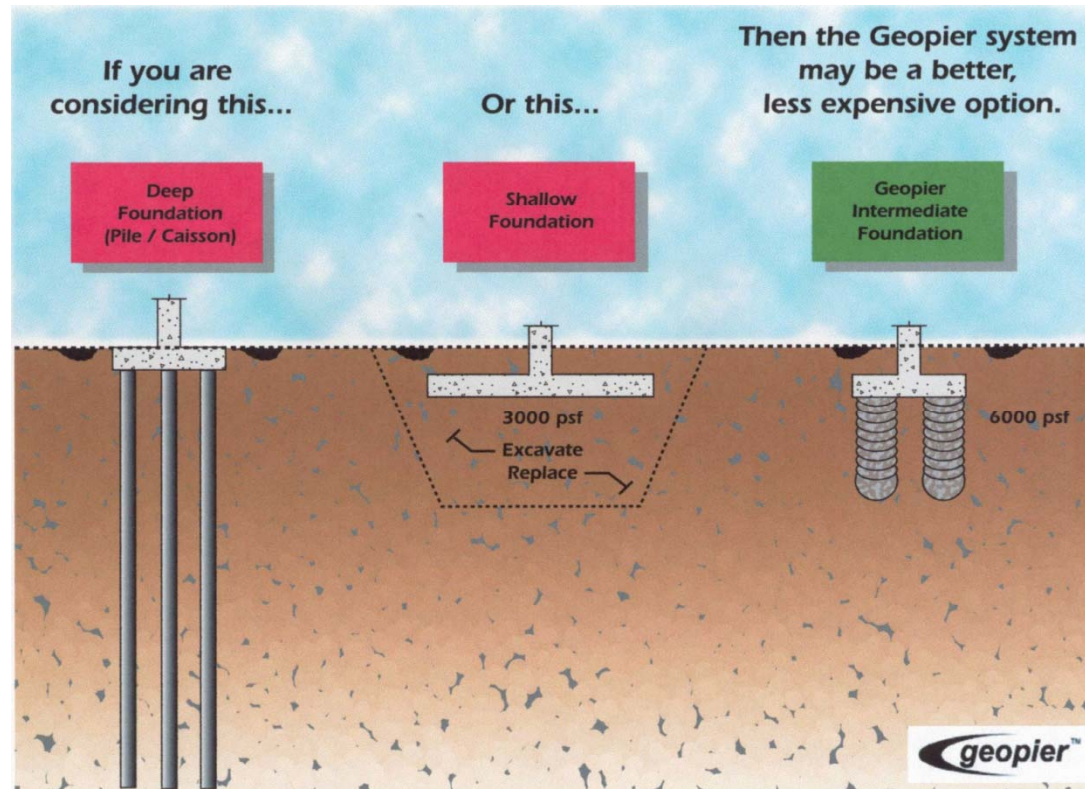 If you are
considering this...
Or this...
Then the Geopier system
may be a better,
less expensive option.
Deep
Foundation
(Pile / Caisson)
Shallow
Foundation
Geopier
Intermediate
Foundation
3000 psf
Excavate
Replace
6000 psf
geopier™